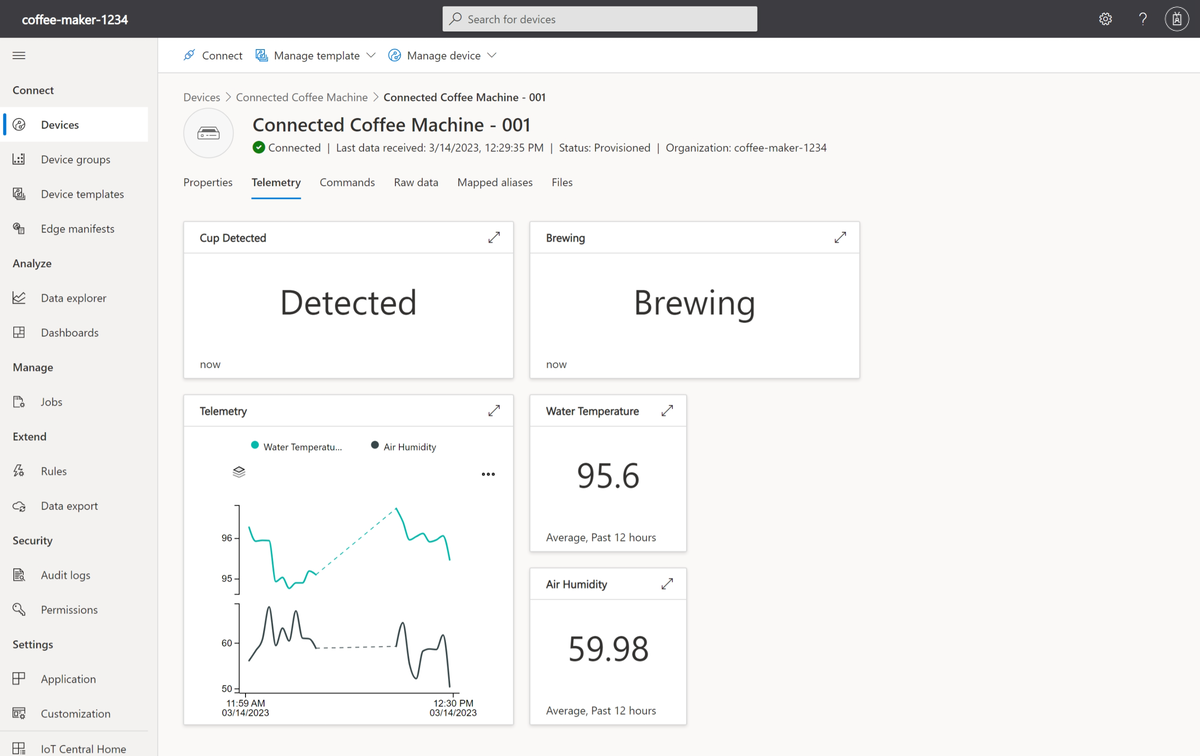 coffee-maker-1234
Search for devices
?
Connect
Manage template
Manage device
Connect
Devices
Device groups
Device templates
Edge manifests
Analyze
Data explorer
Dashboards
Manage
Jobs
Extend
Rules
Data export
Security
Audit logs
Permissions
Settings
Application
Customization
IoT Central Home
Devices > Connected Coffee Machine > Connected Coffee Machine - 001
Connected Coffee Machine - 001
Connected | Last data received: 3/14/2023, 12:29:35 PM | Status: Provisioned | Organization: coffee-maker-1234
Properties
Telemetry
Commands
Raw data
Mapped aliases
Files
Cup Detected
Detected
now
Brewing
Brewing
now
Telemetry
Water Temperatu...
Air Humidity
96
95
60
50
11:59 AM
03/14/2023
12:30 PM
03/14/2023
Water Temperature
95.6
Average, Past 12 hours
Air Humidity
59.98
Average, Past 12 hours